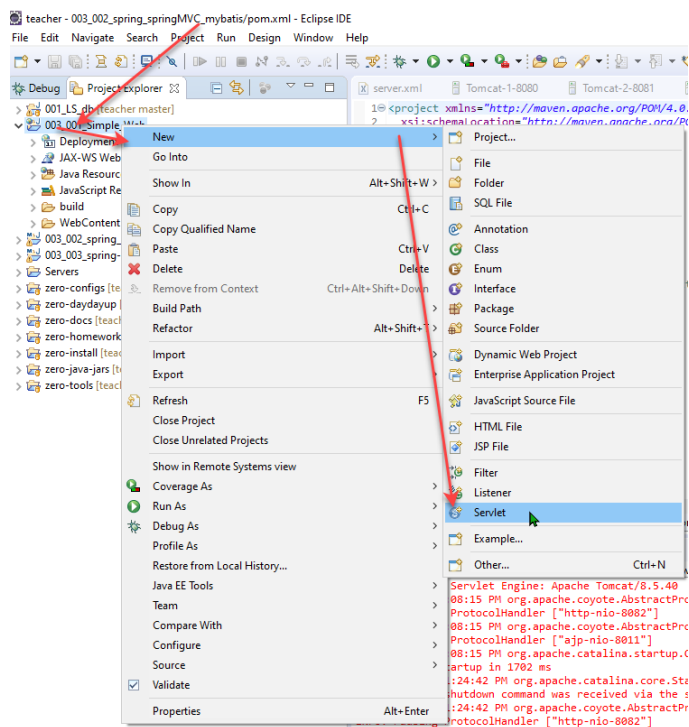 teacher - 003_002_spring_springMVC_mybatis/pom.xml - Eclipse IDE
File Edit Navigate Search Project Run Design Window Help
Debug Project Explorer
server.xml Tomcat-1-8080 Tomcat-2-8081
1 <project xmlns="http://maven.apache.org/POM/4.0.
2 xsi:schemaLocation="http://maven.apache.org/PO
001_LS_db [teacher master]
003_001_Simple_Web
Deploymen
JAX-WS Web
Java Resourc
JavaScript Re
build
WebContent
003_002_spring_
003_003_spring-
Servers
zero-configs [te
zero-daydayup [
zero-docs [teach
zero-homework
zero-install [teac
zero-java-jars [te
zero-tools [teacl
New
Go Into
Show In Alt+Shift+W
Copy Ctrl+C
Copy Qualified Name
Paste Ctrl+V
Delete Delete
Remove from Context Ctrl+Alt+Shift+Down
Build Path
Refactor Alt+Shift+T
Import
Export
Refresh F5
Close Project
Close Unrelated Projects
Show in Remote Systems view
Coverage As
Run As
Debug As
Profile As
Restore from Local History...
Java EE Tools
Team
Compare With
Configure
Source
Validate
Properties Alt+Enter
Project...
File
Folder
SQL File
Annotation
Class
Enum
Interface
Package
Source Folder
Dynamic Web Project
Enterprise Application Project
JavaScript Source File
HTML File
JSP File
Filter
Listener
Servlet
Example...
Other... Ctrl+N
Servlet Engine: Apache Tomcat/8.5.40
08:15 PM org.apache.coyote.AbstractPro
ProtocolHandler ["http-nio-8082"]
08:15 PM org.apache.coyote.AbstractPro
ProtocolHandler ["ajp-nio-8011"]
08:15 PM org.apache.catalina.startup.C
artup in 1702 ms
:24:42 PM org.apache.catalina.core.Sta
hutdown command was received via the s
:24:42 PM org.apache.coyote.AbstractPr
rotocolHandler ["http-nio-8082"]